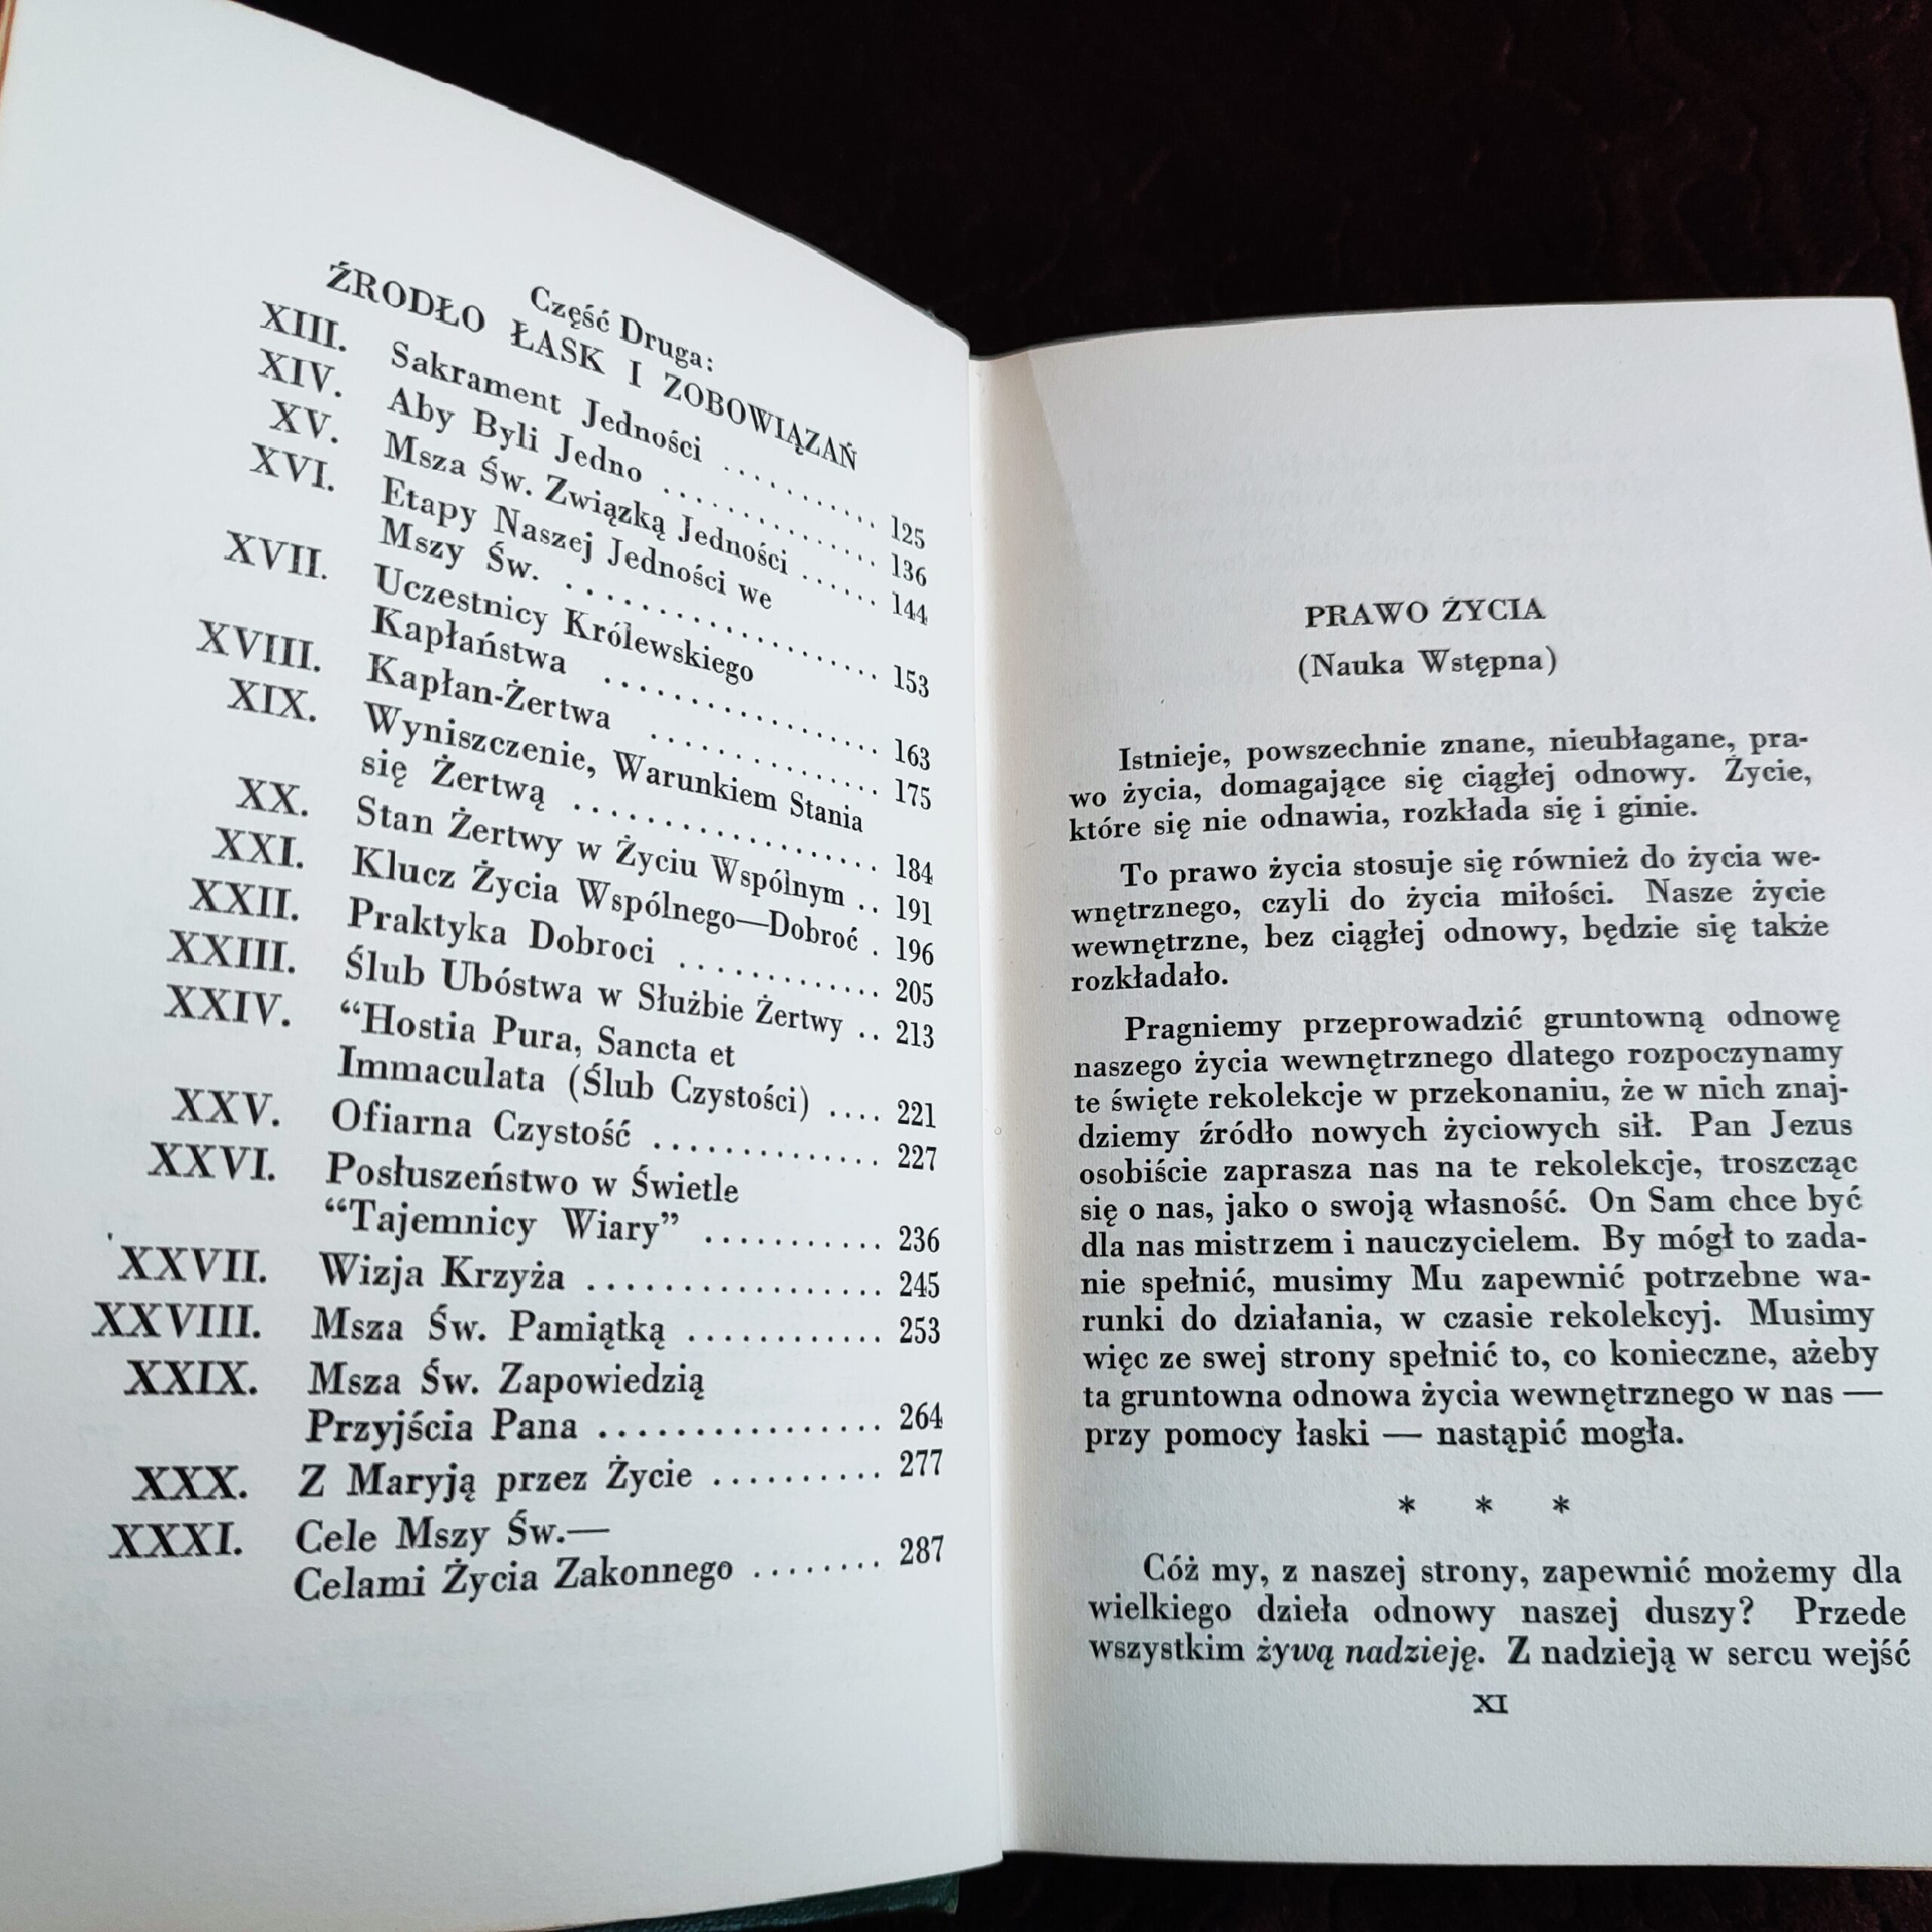 Część Druga:
ŹRODŁO ŁASK I ZOBOWIĄZAŃ
XIII. Sakrament Jedności .......... 125
XIV. Aby Byli Jedno .............. 136
XV. Msza Św. Związką Jedności ...... 144
XVI. Etapy Naszej Jedności we
Mszy Św. .................. 153
XVII. Uczestnicy Królewskiego
Kapłaństwa ................ 163
XVIII. Kapłan-Żertwa .............. 175
XIX. Wyniszczenie, Warunkiem Stania
się Żertwą .................. 184
XX. Stan Żertwy w Życiu Wspólnym .. 191
XXI. Klucz Życia Wspólnego—Dobroć . 196
XXII. Praktyka Dobroci ............ 205
XXIII. Ślub Ubóstwa w Służbie Żertwy .. 213
XXIV. “Hostia Pura, Sancta et
Immaculata (Ślub Czystości) .... 221
XXV. Ofiarna Czystość .............. 227
XXVI. Posłuszeństwo w Świetle
“Tajemnicy Wiary” ........... 236
XXVII. Wizja Krzyża .................. 245
XXVIII. Msza Św. Pamiątką ............ 253
XXIX. Msza Św. Zapowiedzią
Przyjścia Pana ................ 264
XXX. Z Maryją przez Życie .......... 277
XXXI. Cele Mszy Św.—
Celami Życia Zakonnego ........ 287
PRAWO ŻYCIA
(Nauka Wstępna)
Istnieje, powszechnie znane, nieubłagane, pra-
wo życia, domagające się ciągłej odnowy. Życie,
które się nie odnawia, rozkłada się i ginie.
To prawo życia stosuje się również do życia we-
wnętrznego, czyli do życia miłości. Nasze życie
wewnętrzne, bez ciągłej odnowy, będzie się także
rozkładało.
Pragniemy przeprowadzić gruntowną odnowę
naszego życia wewnętrznego dlatego rozpoczynamy
te święte rekolekcje w przekonaniu, że w nich znaj-
dziemy źródło nowych życiowych sił. Pan Jezus
osobiście zaprasza nas na te rekolekcje, troszcząc
się o nas, jako o swoją własność. On Sam chce być
dla nas mistrzem i nauczycielem. By mógł to zada-
nie spełnić, musimy Mu zapewnić potrzebne wa-
runki do działania, w czasie rekolekcyj. Musimy
więc ze swej strony spełnić to, co konieczne, ażeby
ta gruntowna odnowa życia wewnętrznego w nas —
przy pomocy łaski — nastąpić mogła.
* * *
Cóż my, z naszej strony, zapewnić możemy dla
wielkiego dzieła odnowy naszej duszy? Przede
wszystkim żywą nadzieję. Z nadzieją w sercu wejść
XI